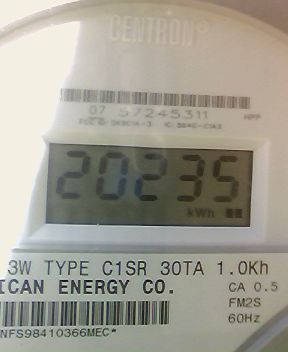 CENTRON®
07 57245311
20235
kWh
3W TYPE C1SR 30TA 1.0Kh
ICAN ENERGY CO.
CA 0.5
FM2S
60Hz
NFS98410366MEC*